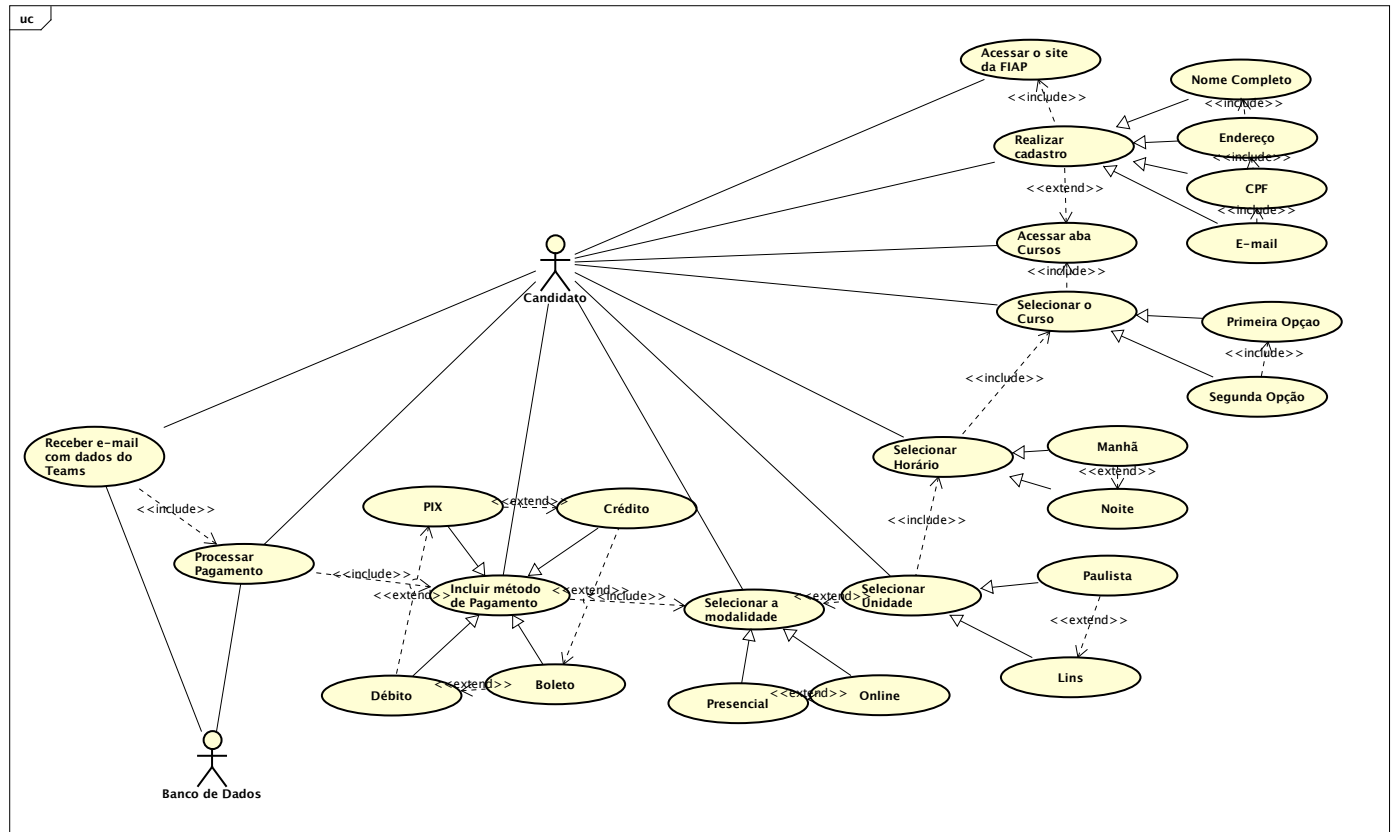 uc
Acessar o site
da FIAP
Nome Completo
<<include>>
<<include>>
Realizar
cadastro
Endereço
<<include>>
CPF
<<extend>>
<<include>>
Acessar aba
Cursos
E-mail
<<include>>
Candidato
Selecionar o
Curso
Primeira Opçao
<<include>>
<<include>>
Segunda Opção
Receber e-mail
com dados do
Teams
Selecionar
Horário
Manhã
<<extend>>
<<include>>
PIX
<<extend>>
Crédito
Noite
<<include>>
Processar
Pagamento
<<include>>
Incluir método
de Pagamento
<<extend>>
<<extend>>
<<include>>
Selecionar a
modalidade
<<extend>>
Selecionar
Unidade
Paulista
<<extend>>
Débito
<<extend>>
Boleto
Presencial
<<extend>>
Online
Lins
Banco de Dados